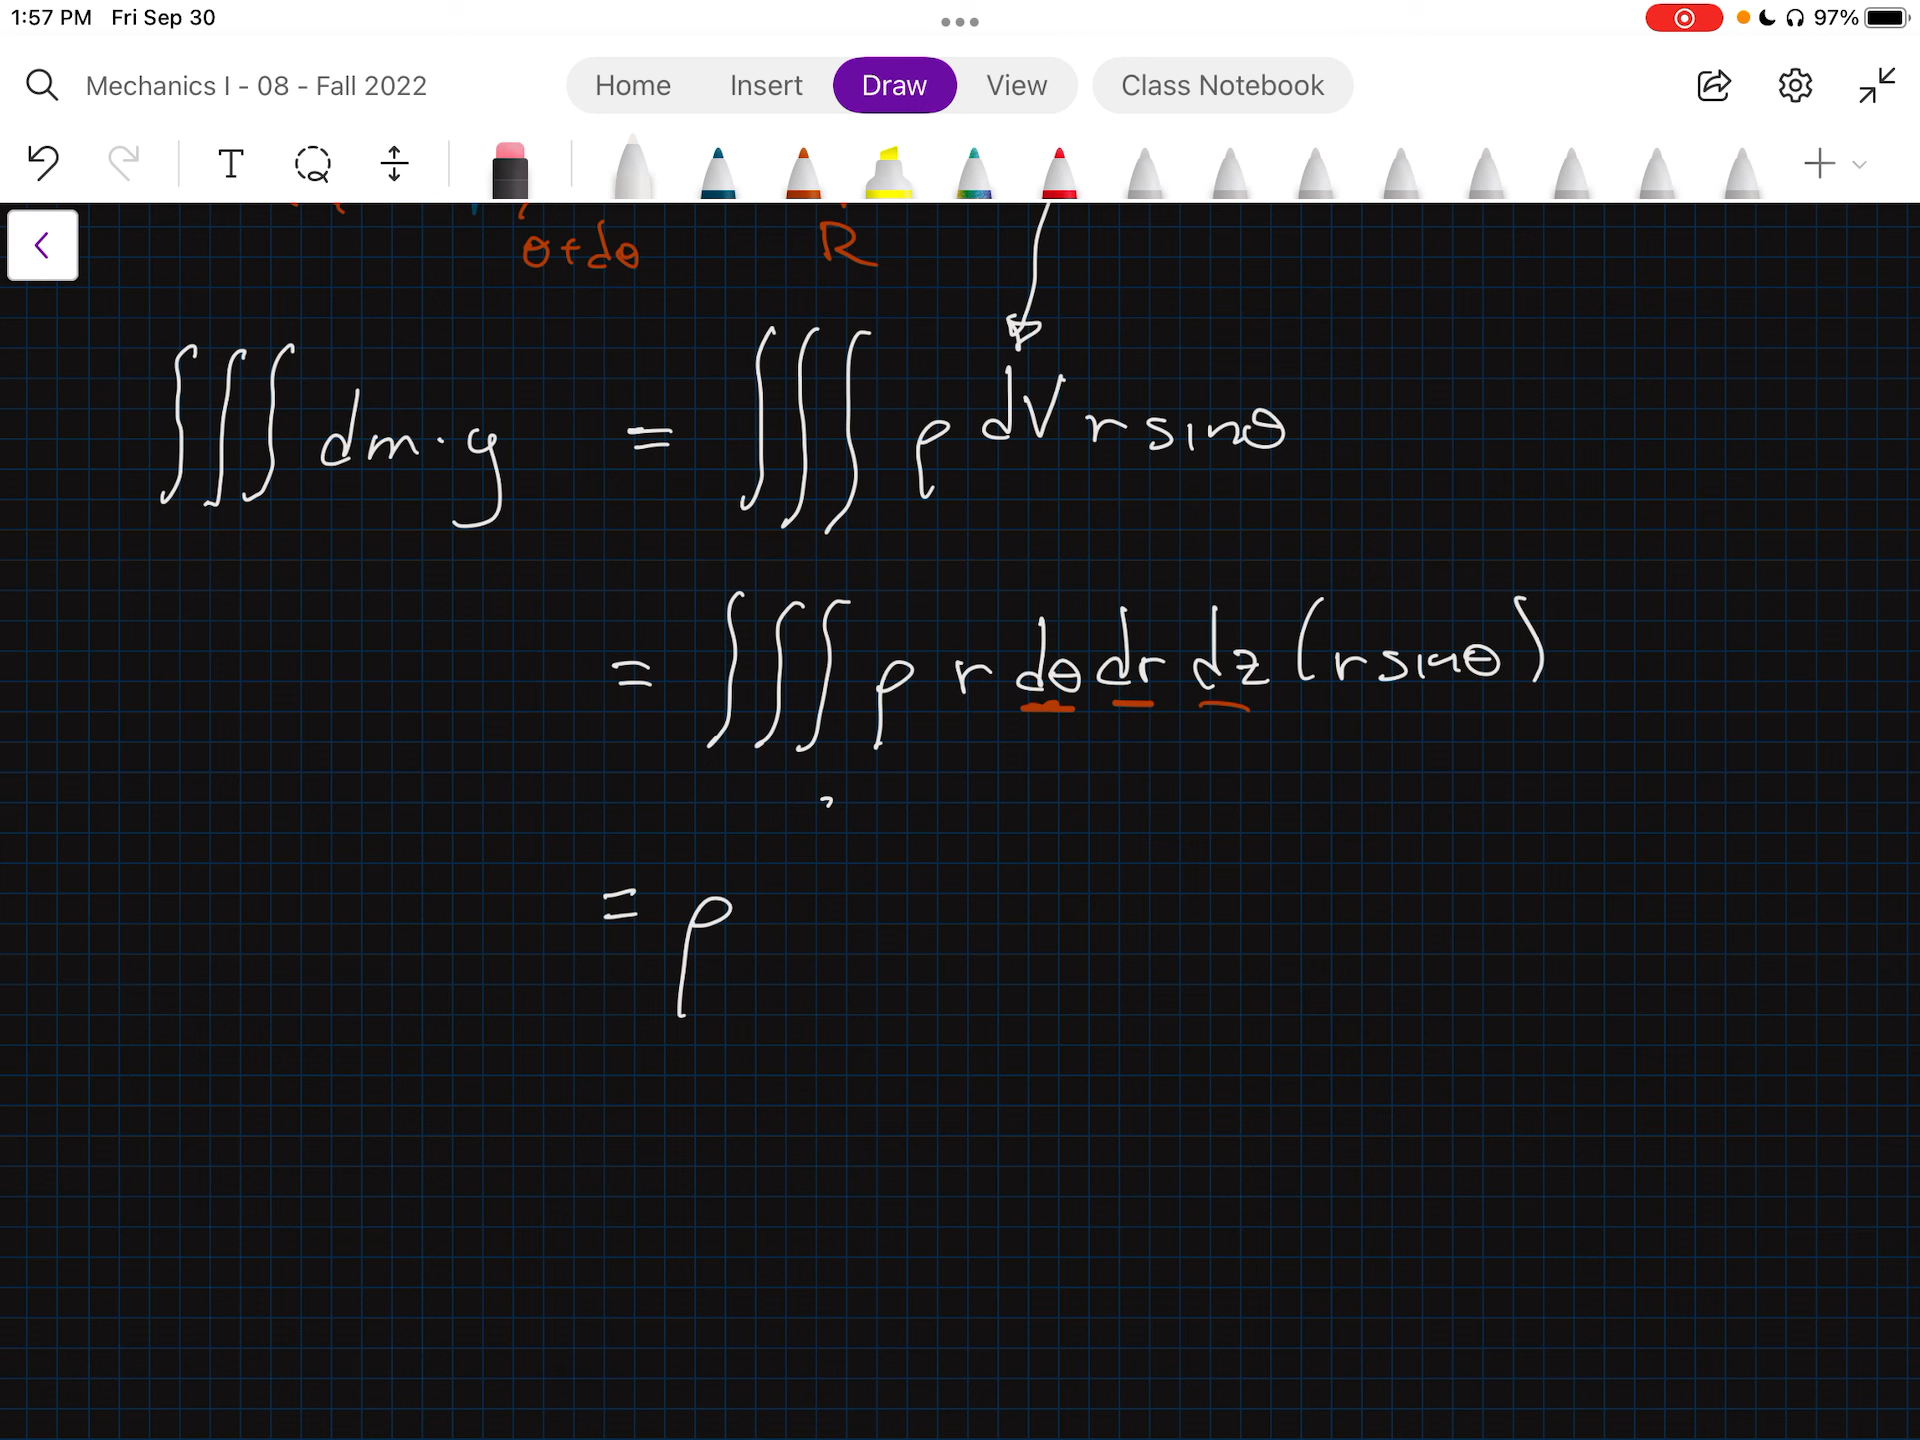 1:57 PM Fri Sep 30
97%
Mechanics I - 08 - Fall 2022
Home Insert Draw View Class Notebook
T
θ+dθ R
∫∫∫ dm·y = ∫∫∫ ρ dV r sinθ
= ∫∫∫ ρ r dθ dr dz (r sinθ)
= ρ